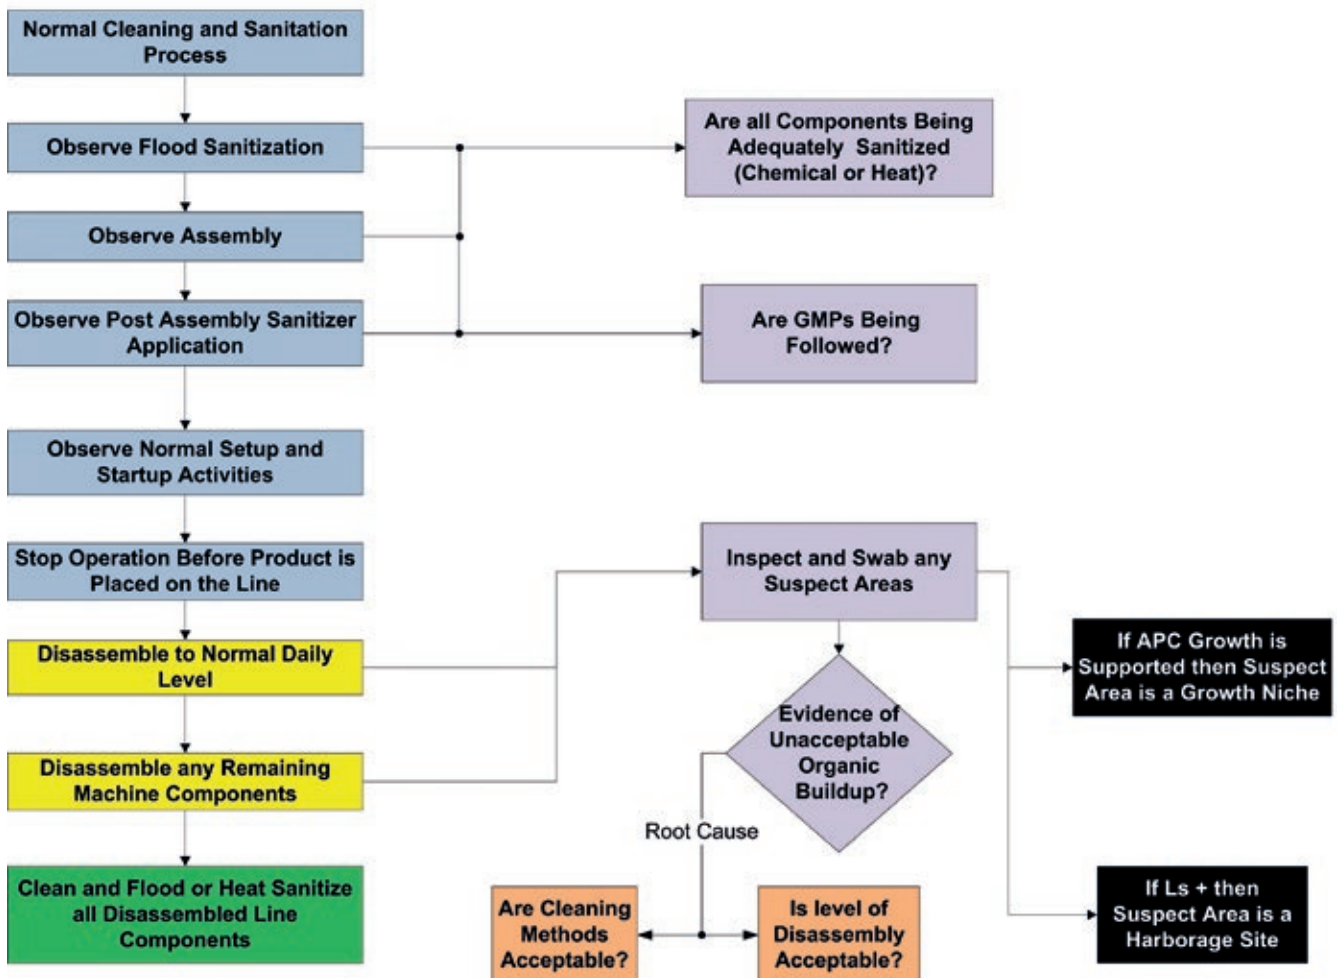 Normal Cleaning and Sanitation
Process
Observe Flood Sanitization
Observe Assembly
Observe Post Assembly Sanitizer
Application
Observe Normal Setup and
Startup Activities
Stop Operation Before Product is
Placed on the Line
Disassemble to Normal Daily
Level
Disassemble any Remaining
Machine Components
Clean and Flood or Heat Sanitize
all Disassembled Line
Components
Are all Components Being
Adequately Sanitized
(Chemical or Heat)?
Are GMPs Being
Followed?
Inspect and Swab any
Suspect Areas
Evidence of
Unacceptable
Organic
Buildup?
Root Cause
Are Cleaning
Methods
Acceptable?
Is level of
Disassembly
Acceptable?
If APC Growth is
Supported then Suspect
Area is a Growth Niche
If Ls + then
Suspect Area is a
Harborage Site